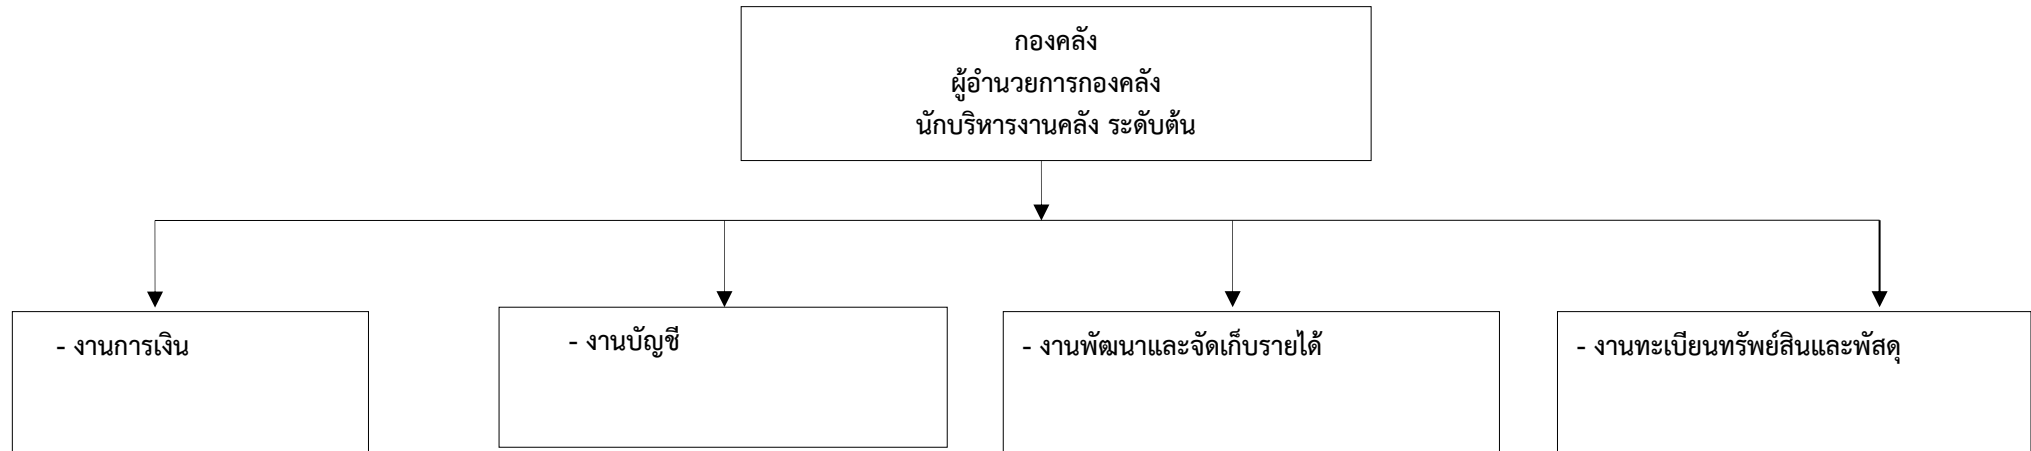 กองคลัง
ผู้อำนวยการกองคลัง
นักบริหารงานคลัง ระดับต้น
- งานการเงิน
- งานบัญชี
- งานพัฒนาและจัดเก็บรายได้
- งานทะเบียนทรัพย์สินและพัสดุ